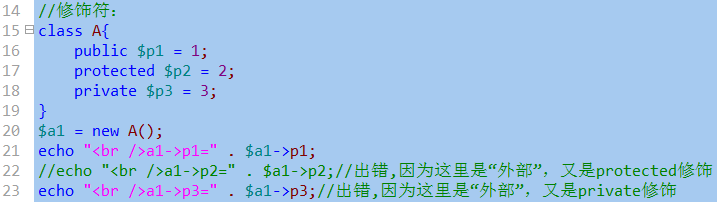 14 //修饰符：
15 class A{
16 public $p1 = 1;
17 protected $p2 = 2;
18 private $p3 = 3;
19 }
20 $a1 = new A();
21 echo "<br />a1->p1=" . $a1->p1;
22 //echo "<br />a1->p2=" . $a1->p2;//出错,因为这里是“外部”，又是protected修饰
23 echo "<br />a1->p3=" . $a1->p3;//出错,因为这里是“外部”，又是private修饰